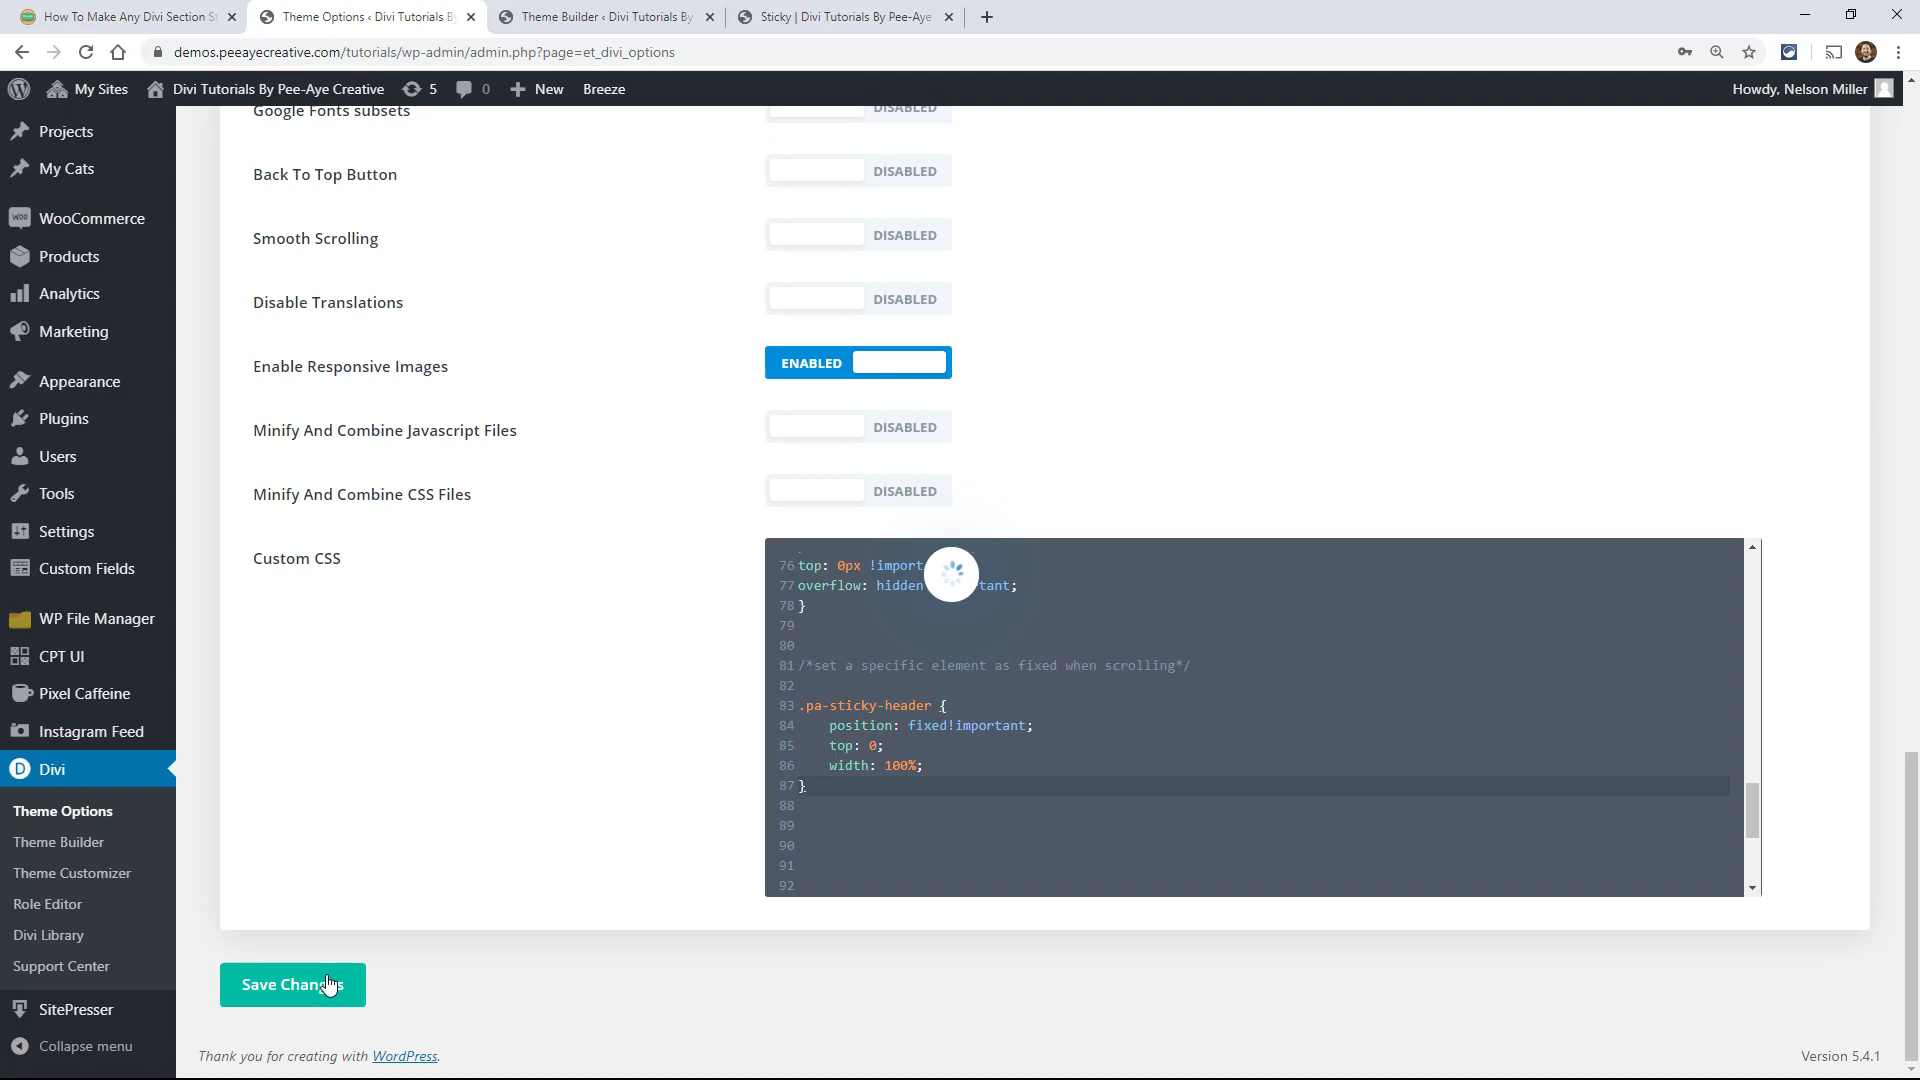 How To Make Any Divi Section St
Theme Options ‹ Divi Tutorials B
Theme Builder ‹ Divi Tutorials By
Sticky | Divi Tutorials By Pee-Aye
demos.peeayecreative.com/tutorials/wp-admin/admin.php?page=et_divi_options
My Sites
Divi Tutorials By Pee-Aye Creative
5
0
New
Breeze
Howdy, Nelson Miller
Projects
My Cats
WooCommerce
Products
Analytics
Marketing
Appearance
Plugins
Users
Tools
Settings
Custom Fields
WP File Manager
CPT UI
Pixel Caffeine
Instagram Feed
Divi
Theme Options
Theme Builder
Theme Customizer
Role Editor
Divi Library
Support Center
SitePresser
Collapse menu
Google Fonts subsets DISABLED
Back To Top Button DISABLED
Smooth Scrolling DISABLED
Disable Translations DISABLED
Enable Responsive Images ENABLED
Minify And Combine Javascript Files DISABLED
Minify And Combine CSS Files DISABLED
Custom CSS
76 top: 0px !import
77 overflow: hidden tant;
78 }
79
80
81 /*set a specific element as fixed when scrolling*/
82
83 .pa-sticky-header {
84 position: fixed!important;
85 top: 0;
86 width: 100%;
87 }
88
89
90
91
92
Save Changes
Thank you for creating with WordPress.
Version 5.4.1